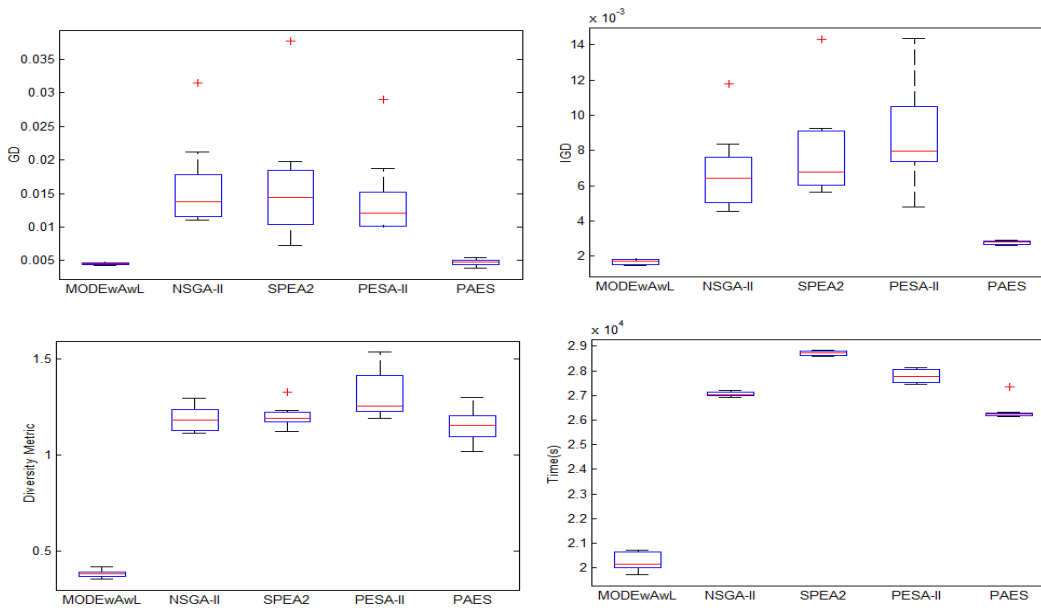 GD
0.035
0.03
0.025
0.02
0.015
0.01
0.005
MODEwAwL NSGA-II SPEA2 PESA-II PAES
x 10⁻³
IGD
14
12
10
8
6
4
2
MODEwAwL NSGA-II SPEA2 PESA-II PAES
Diversity Metric
1.5
1
0.5
MODEwAwL NSGA-II SPEA2 PESA-II PAES
x 10⁴
Time(s)
2.9
2.8
2.7
2.6
2.5
2.4
2.3
2.2
2.1
2
MODEwAwL NSGA-II SPEA2 PESA-II PAES